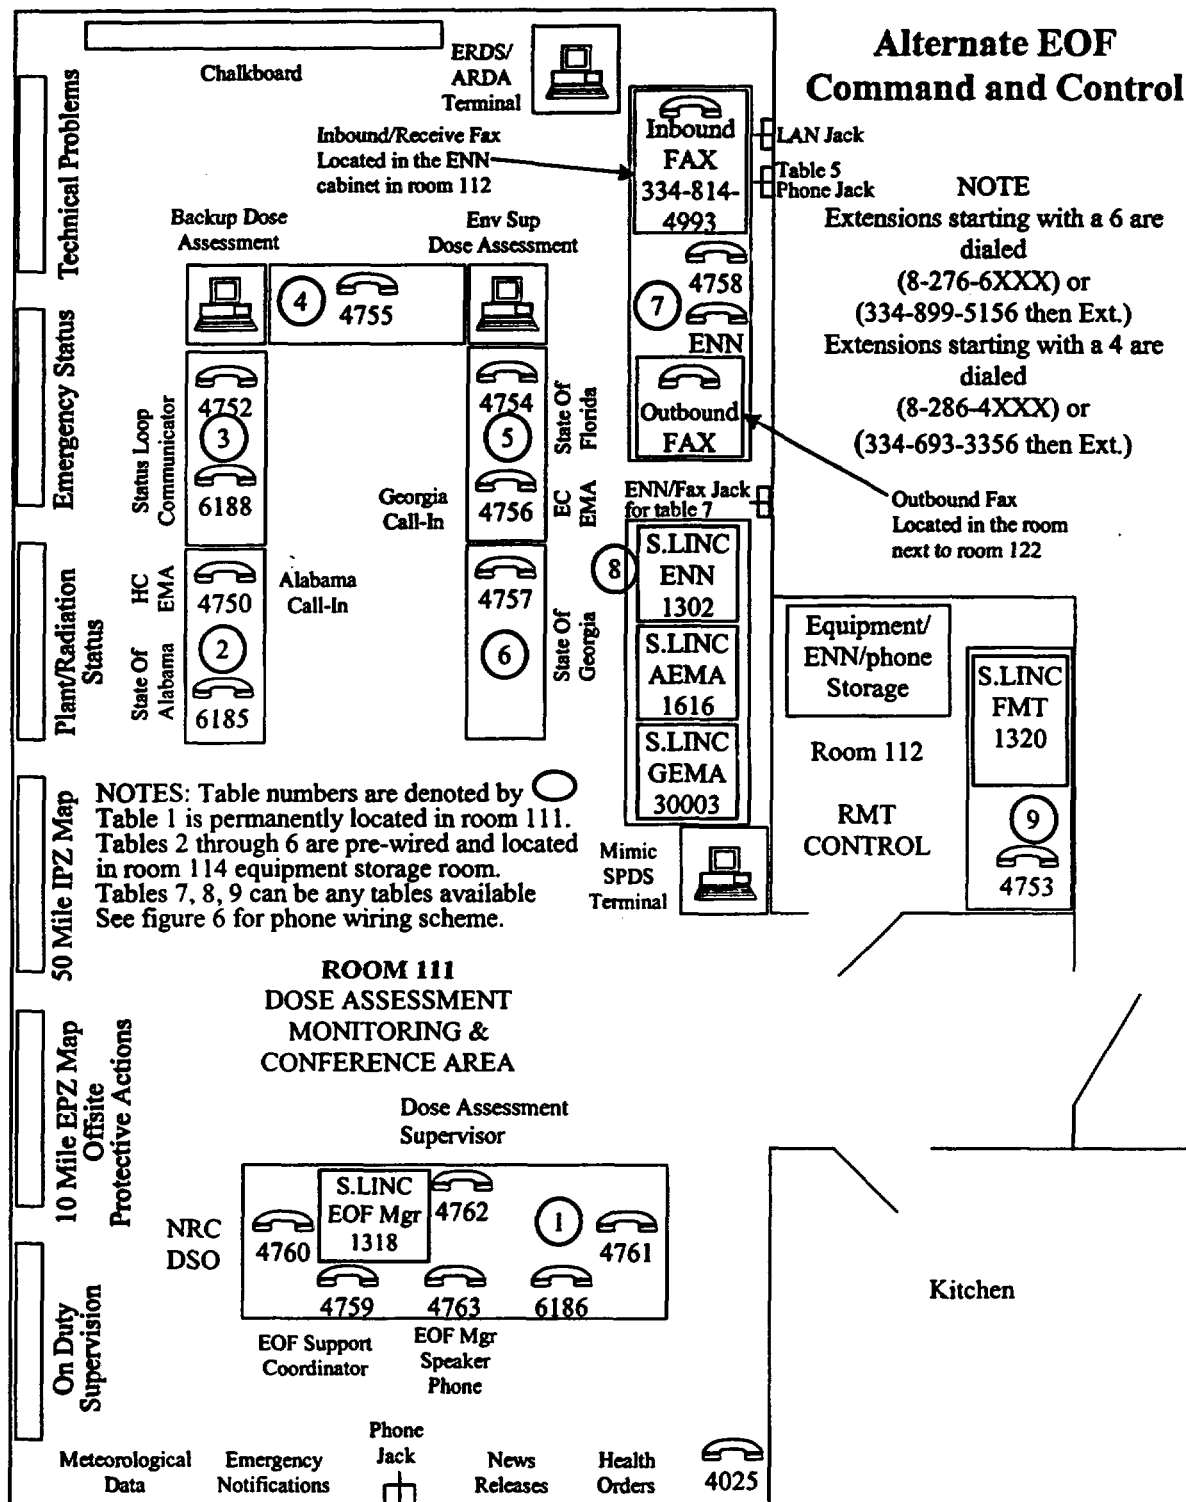 Alternate EOF
Command and Control
Chalkboard
ERDS/
ARDA
Terminal
Technical Problems
Inbound/Receive Fax
Located in the ENN
cabinet in room 112
Inbound
FAX
334-814-
4993
LAN Jack
Table 5
Phone Jack
NOTE
Extensions starting with a 6 are
dialed
(8-276-6XXX) or
(334-899-5156 then Ext.)
Extensions starting with a 4 are
dialed
(8-286-4XXX) or
(334-693-3356 then Ext.)
Backup Dose
Assessment
Env Sup
Dose Assessment
4
4755
4758
7
ENN
Outbound
FAX
Emergency Status
Status Loop
Communicator
4752
3
6188
4754
5
4756
State Of
Florida
EC
EMA
Georgia
Call-In
ENN/Fax Jack
for table 7
Outbound Fax
Located in the room
next to room 122
Plant/Radiation
Status
HC
EMA
State Of
Alabama
4750
2
6185
Alabama
Call-In
4757
6
State Of
Georgia
8
S.LINC
ENN
1302
S.LINC
AEMA
1616
S.LINC
GEMA
30003
Equipment/
ENN/phone
Storage
S.LINC
FMT
1320
Room 112
RMT
CONTROL
9
4753
Mimic
SPDS
Terminal
50 Mile IPZ Map
NOTES: Table numbers are denoted by
Table 1 is permanently located in room 111.
Tables 2 through 6 are pre-wired and located
in room 114 equipment storage room.
Tables 7, 8, 9 can be any tables available
See figure 6 for phone wiring scheme.
ROOM 111
DOSE ASSESSMENT
MONITORING &
CONFERENCE AREA
10 Mile EPZ Map
Offsite
Protective Actions
Dose Assessment
Supervisor
NRC
DSO
4760
S.LINC
EOF Mgr
1318
4762
1
4761
4759
4763
6186
EOF Support
Coordinator
EOF Mgr
Speaker
Phone
Kitchen
On Duty
Supervision
Meteorological
Data
Emergency
Notifications
Phone
Jack
News
Releases
Health
Orders
4025